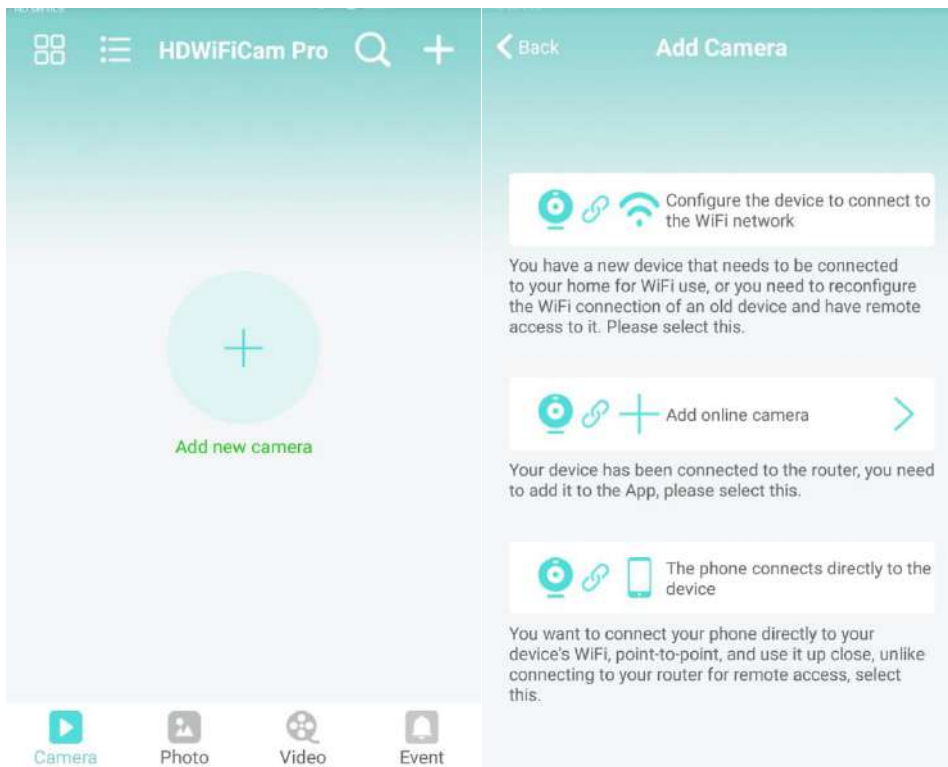 HDWiFiCam Pro
Add new camera
Camera
Photo
Video
Event
Back
Add Camera
Configure the device to connect to
the WiFi network
You have a new device that needs to be connected
to your home for WiFi use, or you need to reconfigure
the WiFi connection of an old device and have remote
access to it. Please select this.
Add online camera
Your device has been connected to the router, you need
to add it to the App, please select this.
The phone connects directly to the
device
You want to connect your phone directly to your
device's WiFi, point-to-point, and use it up close, unlike
connecting to your router for remote access, select
this.